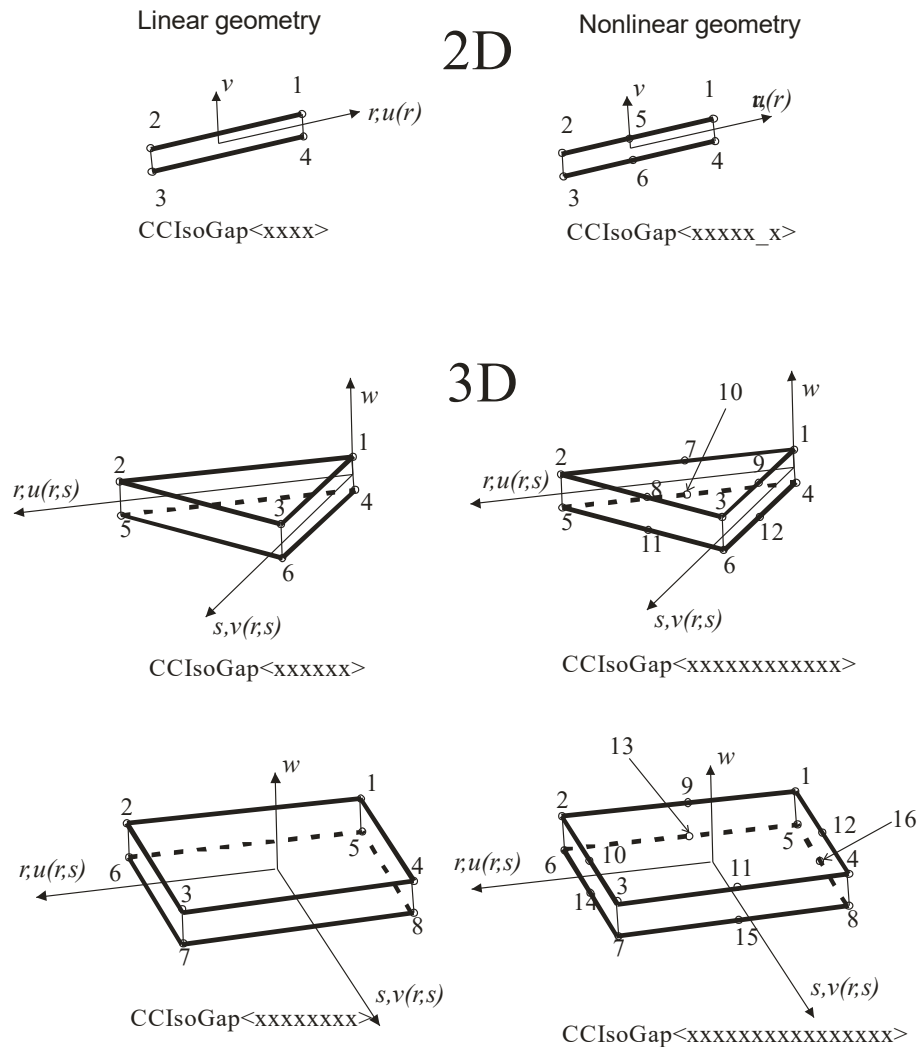 Linear geometry
Nonlinear geometry
2D
v
1
r,u(r)
2
4
3
CCIsoGap<xxxx>
v
5
1
r,u(r)
2
4
6
3
CCIsoGap<xxxxx_x>
3D
w
1
2
r,u(r,s)
4
3
5
6
s,v(r,s)
CCIsoGap<xxxxxx>
w
10
1
7
2
9
r,u(r,s)
8
4
3
5
11
12
6
s,v(r,s)
CCIsoGap<xxxxxxxxxxxx>
w
1
2
5
r,u(r,s)
6
4
3
8
7
s,v(r,s)
CCIsoGap<xxxxxxxx>
13
w
1
9
2
16
12
5
6
10
4
r,u(r,s)
11
3
14
8
15
7
s,v(r,s)
CCIsoGap<xxxxxxxxxxxxxxxx>